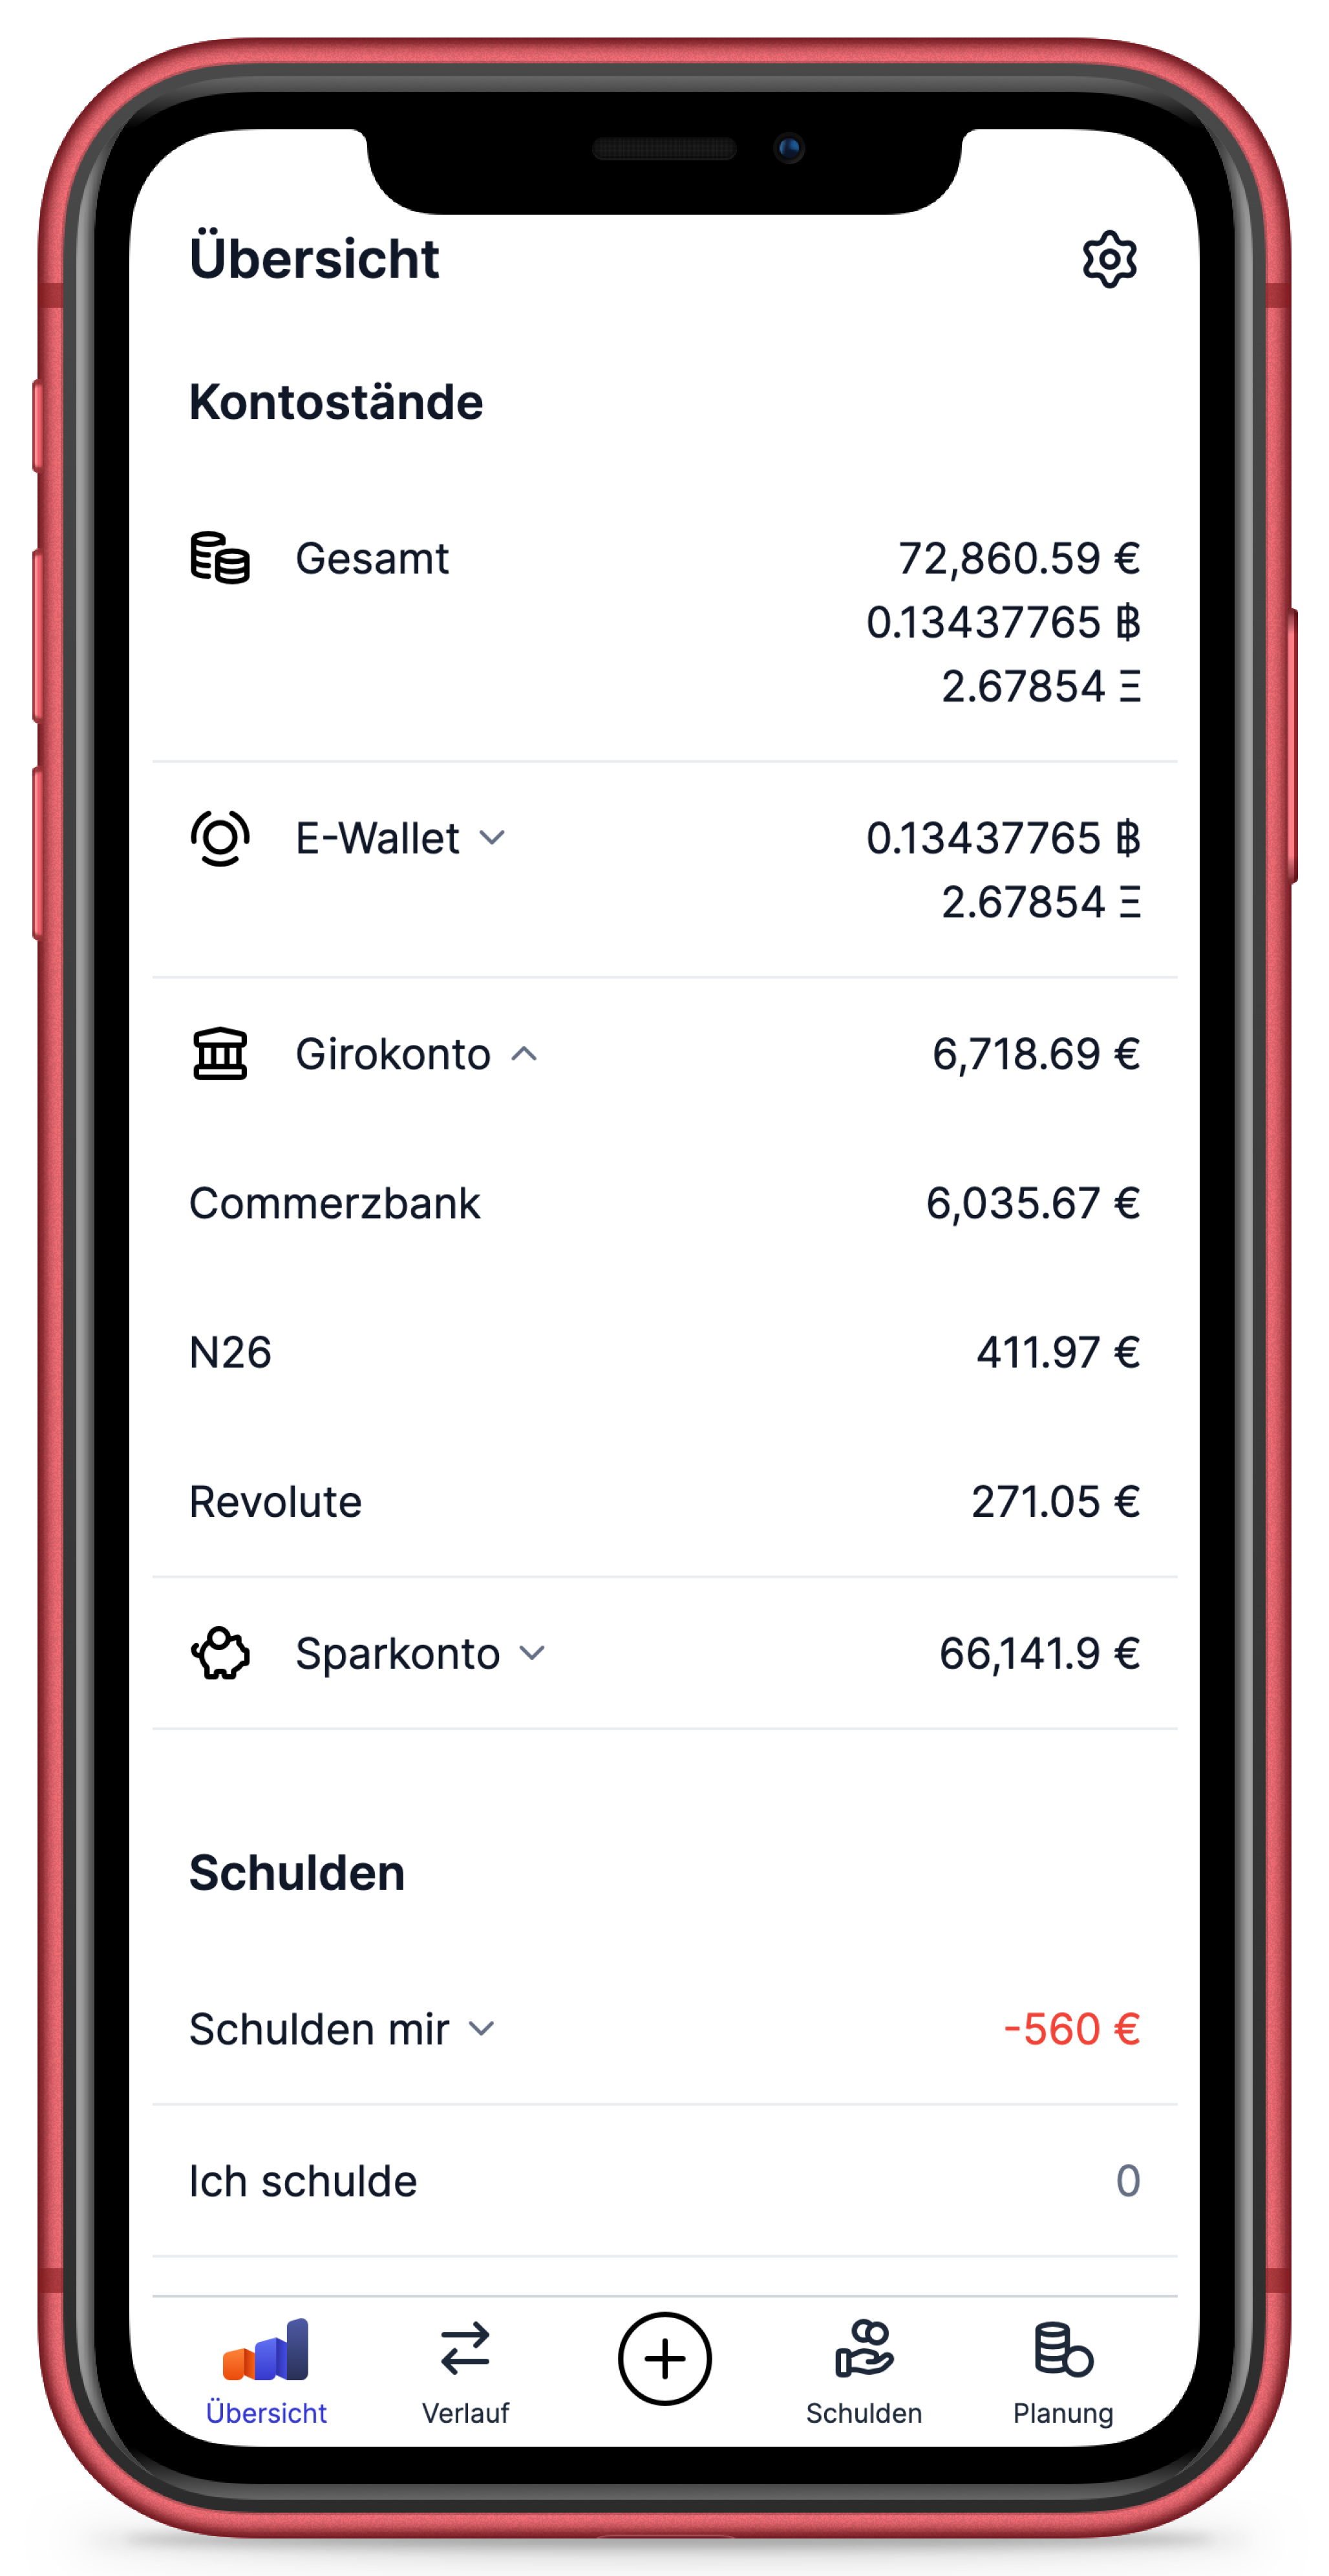 Übersicht
Kontostände
Gesamt 72,860.59 €
0.13437765 ฿
2.67854 Ξ
E-Wallet 0.13437765 ฿
2.67854 Ξ
Girokonto 6,718.69 €
Commerzbank 6,035.67 €
N26 411.97 €
Revolute 271.05 €
Sparkonto 66,141.9 €
Schulden
Schulden mir -560 €
Ich schulde 0
Übersicht Verlauf Schulden Planung